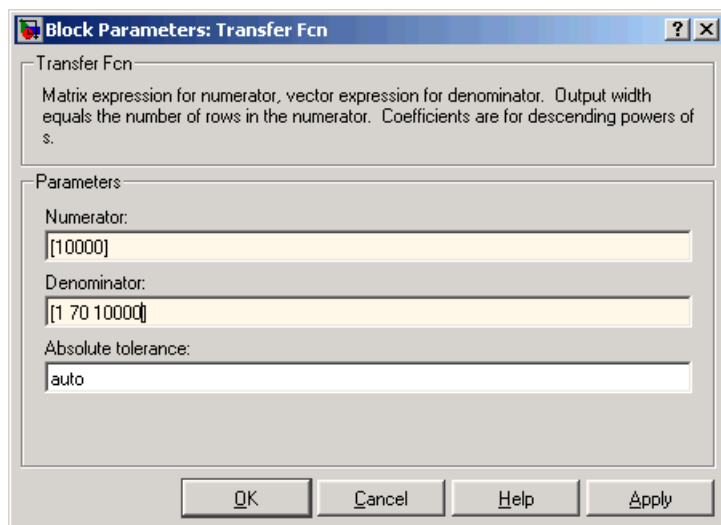 Block Parameters: Transfer Fcn
Transfer Fcn
Matrix expression for numerator, vector expression for denominator.  Output width
equals the number of rows in the numerator.  Coefficients are for descending powers of
s.
Parameters
Numerator:
[10000]
Denominator:
[1 70 10000]
Absolute tolerance:
auto
OK
Cancel
Help
Apply